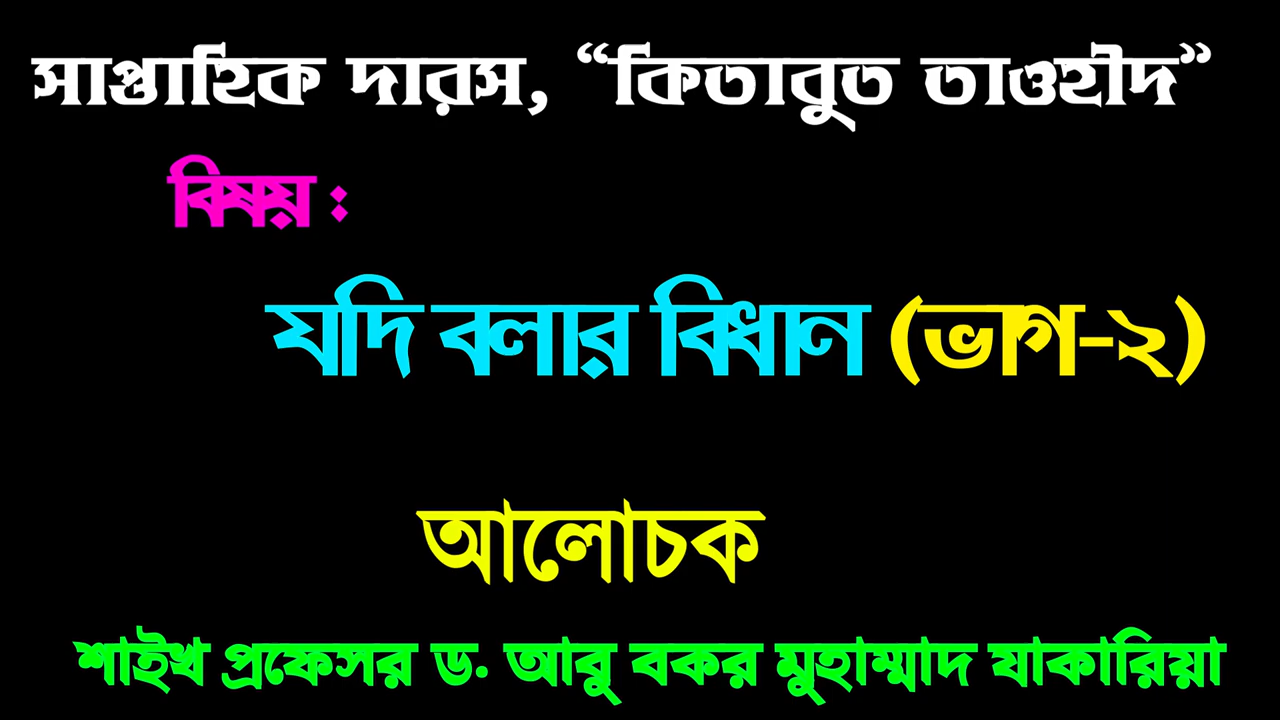 সাপ্তাহিক দারস, “কিতাবুত তাওহীদ”
বিষয় :
যদি বলার বিধান (ভাগ-২)
আলোচক
শাইখ প্রফেসর ড. আবু বকর মুহাম্মাদ যাকারিয়া